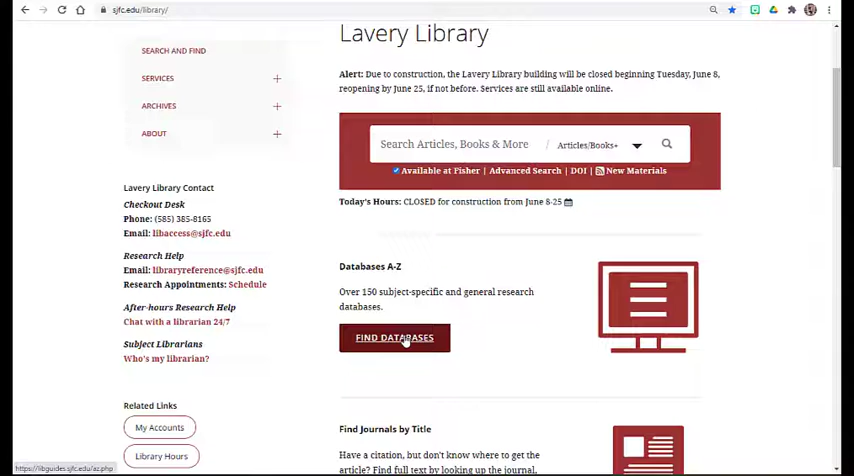 sjfc.edu/library/
SEARCH AND FIND
SERVICES
ARCHIVES
ABOUT
Lavery Library Contact
Checkout Desk
Phone: (585) 385-8165
Email: libaccess@sjfc.edu
Research Help
Email: libraryreference@sjfc.edu
Research Appointments: Schedule
After-hours Research Help
Chat with a librarian 24/7
Subject Librarians
Who's my librarian?
Related Links
My Accounts
Library Hours
Lavery Library
Alert: Due to construction, the Lavery Library building will be closed beginning Tuesday, June 8,
reopening by June 25, if not before. Services are still available online.
Search Articles, Books & More / Articles/Books+
Available at Fisher | Advanced Search | DOI | New Materials
Today's Hours: CLOSED for construction from June 8-25
Databases A-Z
Over 150 subject-specific and general research
databases.
FIND DATABASES
Find Journals by Title
Have a citation, but don't know where to get the
article? Find full text by looking up the journal,
https://libguides.sjfc.edu/az.php